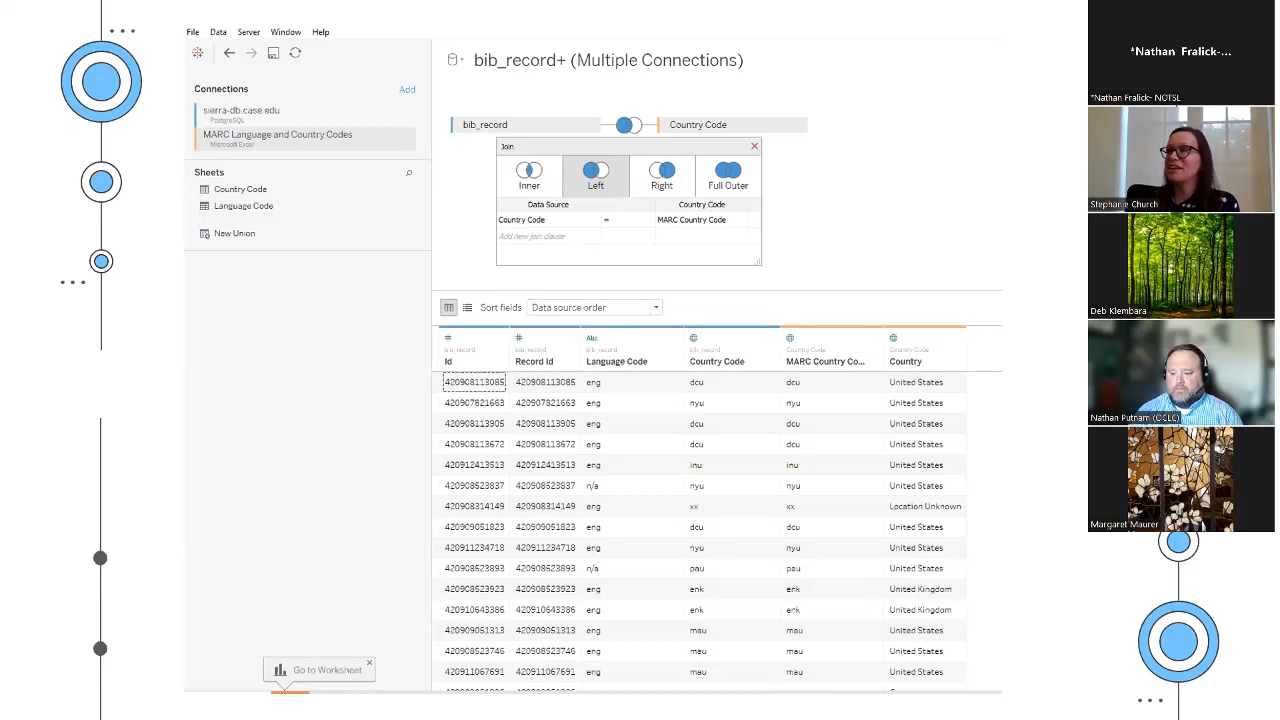 File Data Server Window Help
bib_record+ (Multiple Connections)
Connections Add
sierra-db.case.edu
PostgreSQL
MARC Language and Country Codes
Microsoft Excel
Sheets
Country Code
Language Code
New Union
bib_record Country Code
Join
Inner Left Right Full Outer
Data Source Country Code
Country Code = MARC Country Code
Add new join clause
Sort fields Data source order
# # Abc
bib_record bib_record bib_record bib_record Country Code Country Code
Id Record Id Language Code Country Code MARC Country Co... Country
420908113085 420908113085 eng dcu dcu United States
420907821663 420907821663 eng nyu nyu United States
420908113905 420908113905 eng dcu dcu United States
420908113672 420908113672 eng dcu dcu United States
420912413513 420912413513 eng inu inu United States
420908523837 420908523837 n/a nyu nyu United States
420908314149 420908314149 eng xx xx Location Unknown
420909051823 420909051823 eng dcu dcu United States
420911234718 420911234718 eng nyu nyu United States
420908523893 420908523893 n/a pau pau United States
420908523923 420908523923 eng enk enk United Kingdom
420910643386 420910643386 eng enk enk United Kingdom
420909051313 420909051313 eng mau mau United States
420908523746 420908523746 eng mau mau United States
420911067691 420911067691 eng mau mau United States
Go to Worksheet
*Nathan Fralick-...
*Nathan Fralick- NOTSL
Stephanie Church
Deb Klembara
Nathan Putnam (OCLC)
Margaret Maurer